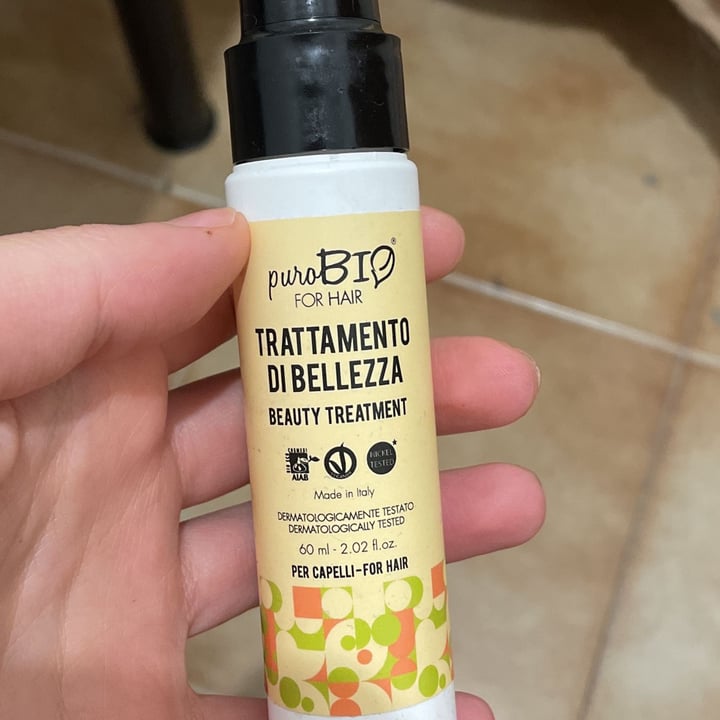 puroBIO®
FOR HAIR
TRATTAMENTO
DI BELLEZZA
BEAUTY TREATMENT
AIAB
NICKEL
TESTED
Made in Italy
DERMATOLOGICAMENTE TESTATO
DERMATOLOGICALLY TESTED
60 ml - 2.02 fl.oz.
PER CAPELLI-FOR HAIR